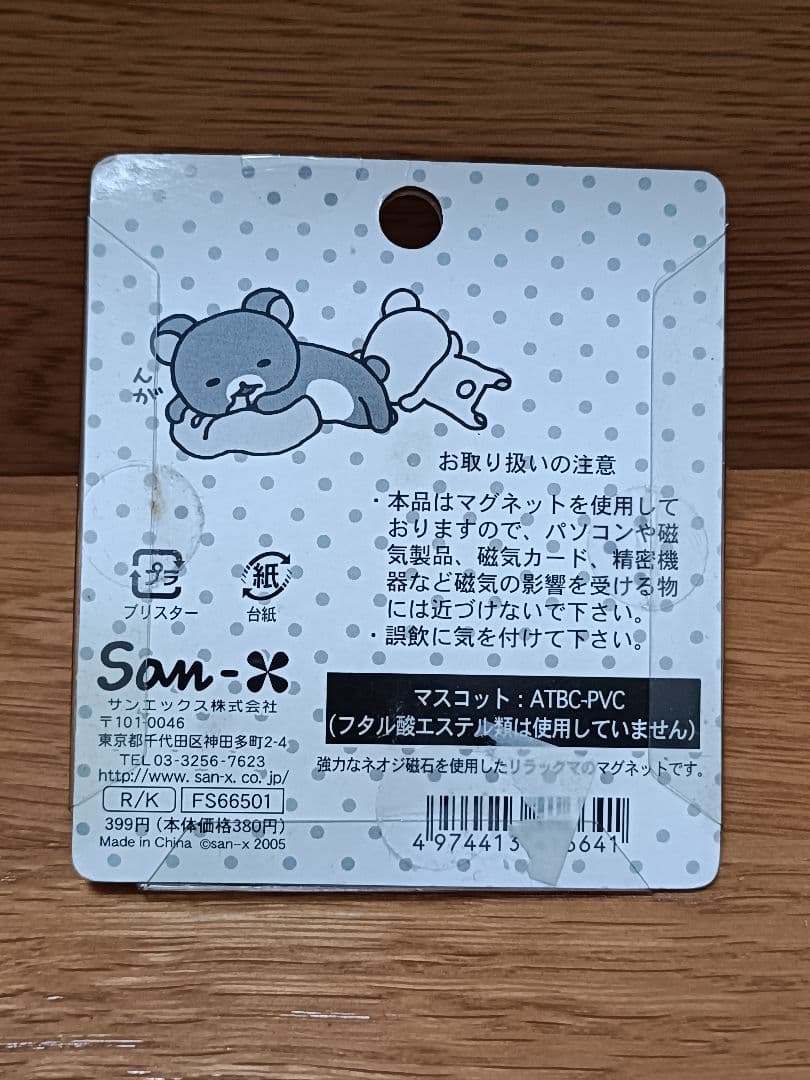 んが
お取り扱いの注意
・本品はマグネットを使用して
おりますので、パソコンや磁
気製品、磁気カード、精密機
器など磁気の影響を受ける物
には近づけないで下さい。
・誤飲に気を付けて下さい。
プラ
紙
ブリスター
台紙
San-X
サンエックス株式会社
〒101-0046
東京都千代田区神田多町2-4
TEL 03-3256-7623
http://www.san-x.co.jp/
R/K FS66501
399円(本体価格380円)
Made in China ©san-x 2005
マスコット:ATBC-PVC
(フタル酸エステル類は使用していません)
強力なネオジ磁石を使用したリラックマのマグネットです。
4 974413 6641